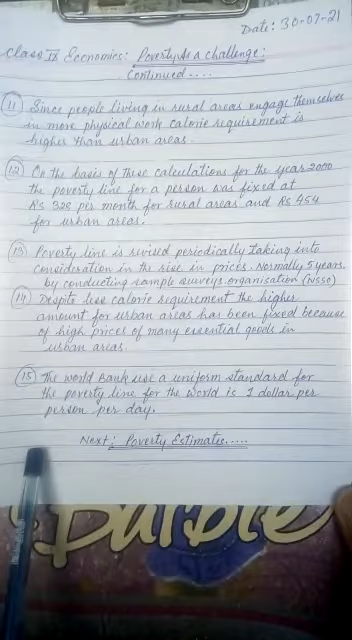 Date: 30-07-21
Class IX Economics: Poverty As a challenge:
Continued....
(11) Since people living in rural areas engage themselves
in more physical work calorie requirement is
higher than urban areas.
(12) On the basis of these calculations for the year 2000
the poverty line for a person was fixed at
Rs 328 per month for rural areas and Rs 454
for urban areas.
(13) Poverty line is revised periodically taking into
consideration in the rise in prices. Normally 5 years.
by conducting sample surveys organisation (NSSO)
(14) Despite less calorie requirement the higher
amount for urban areas has been fixed because
of high prices of many essential goods in
urban areas
(15) The world Bank use a uniform standard for
the poverty line for the world is 1 dollar per
person per day.
Next: Poverty Estimates.....
Barbie